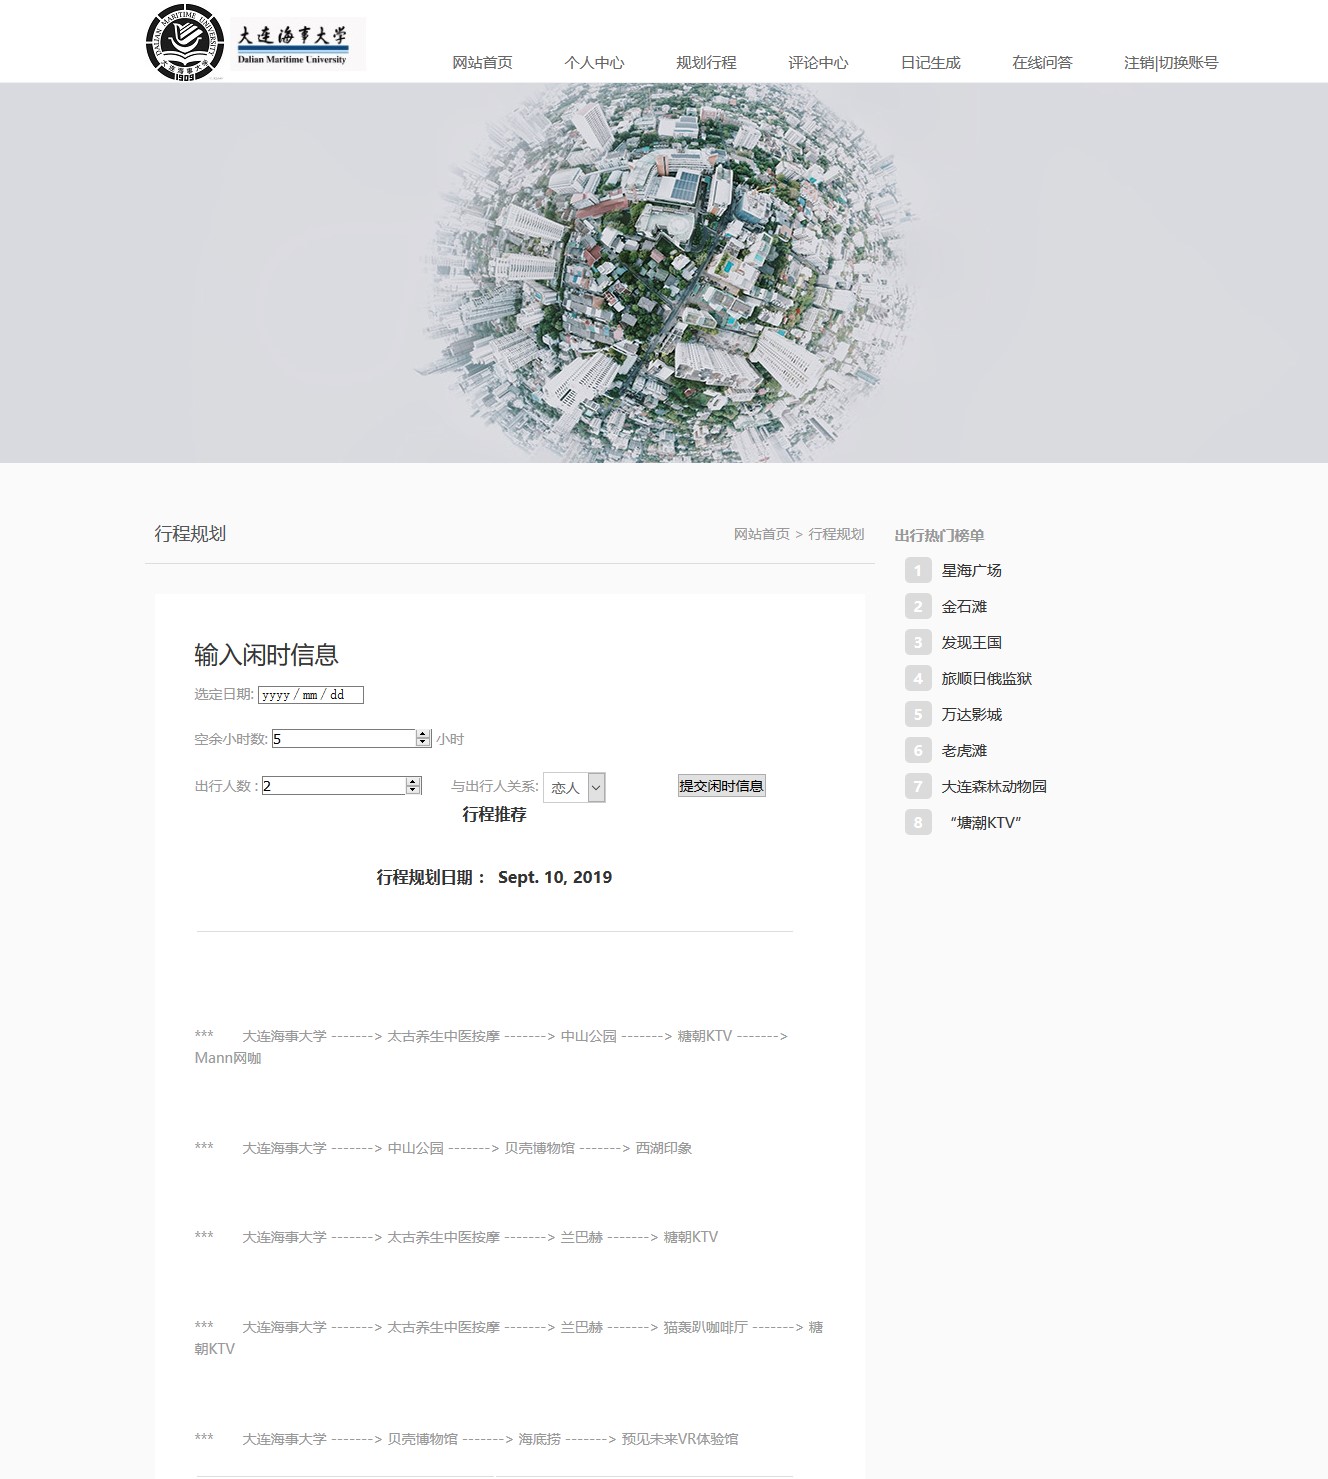 DALIAN MARITIME UNIVERSITY
大连海事大学
1909
大连海事大学
Dalian Maritime University
网站首页 个人中心 规划行程 评论中心 日记生成 在线问答 注销|切换账号
行程规划
网站首页 > 行程规划
输入闲时信息
选定日期: yyyy / mm / dd
空余小时数: 5 小时
出行人数 : 2 与出行人关系: 恋人 提交闲时信息
行程推荐
行程规划日期： Sept. 10, 2019
*** 大连海事大学 -------> 太古养生中医按摩 -------> 中山公园 -------> 糖朝KTV ------->
Mann网咖
*** 大连海事大学 -------> 中山公园 -------> 贝壳博物馆 -------> 西湖印象
*** 大连海事大学 -------> 太古养生中医按摩 -------> 兰巴赫 -------> 糖朝KTV
*** 大连海事大学 -------> 太古养生中医按摩 -------> 兰巴赫 -------> 猫轰趴咖啡厅 -------> 糖
朝KTV
*** 大连海事大学 -------> 贝壳博物馆 -------> 海底捞 -------> 预见未来VR体验馆
出行热门榜单
1 星海广场
2 金石滩
3 发现王国
4 旅顺日俄监狱
5 万达影城
6 老虎滩
7 大连森林动物园
8 “塘潮KTV”